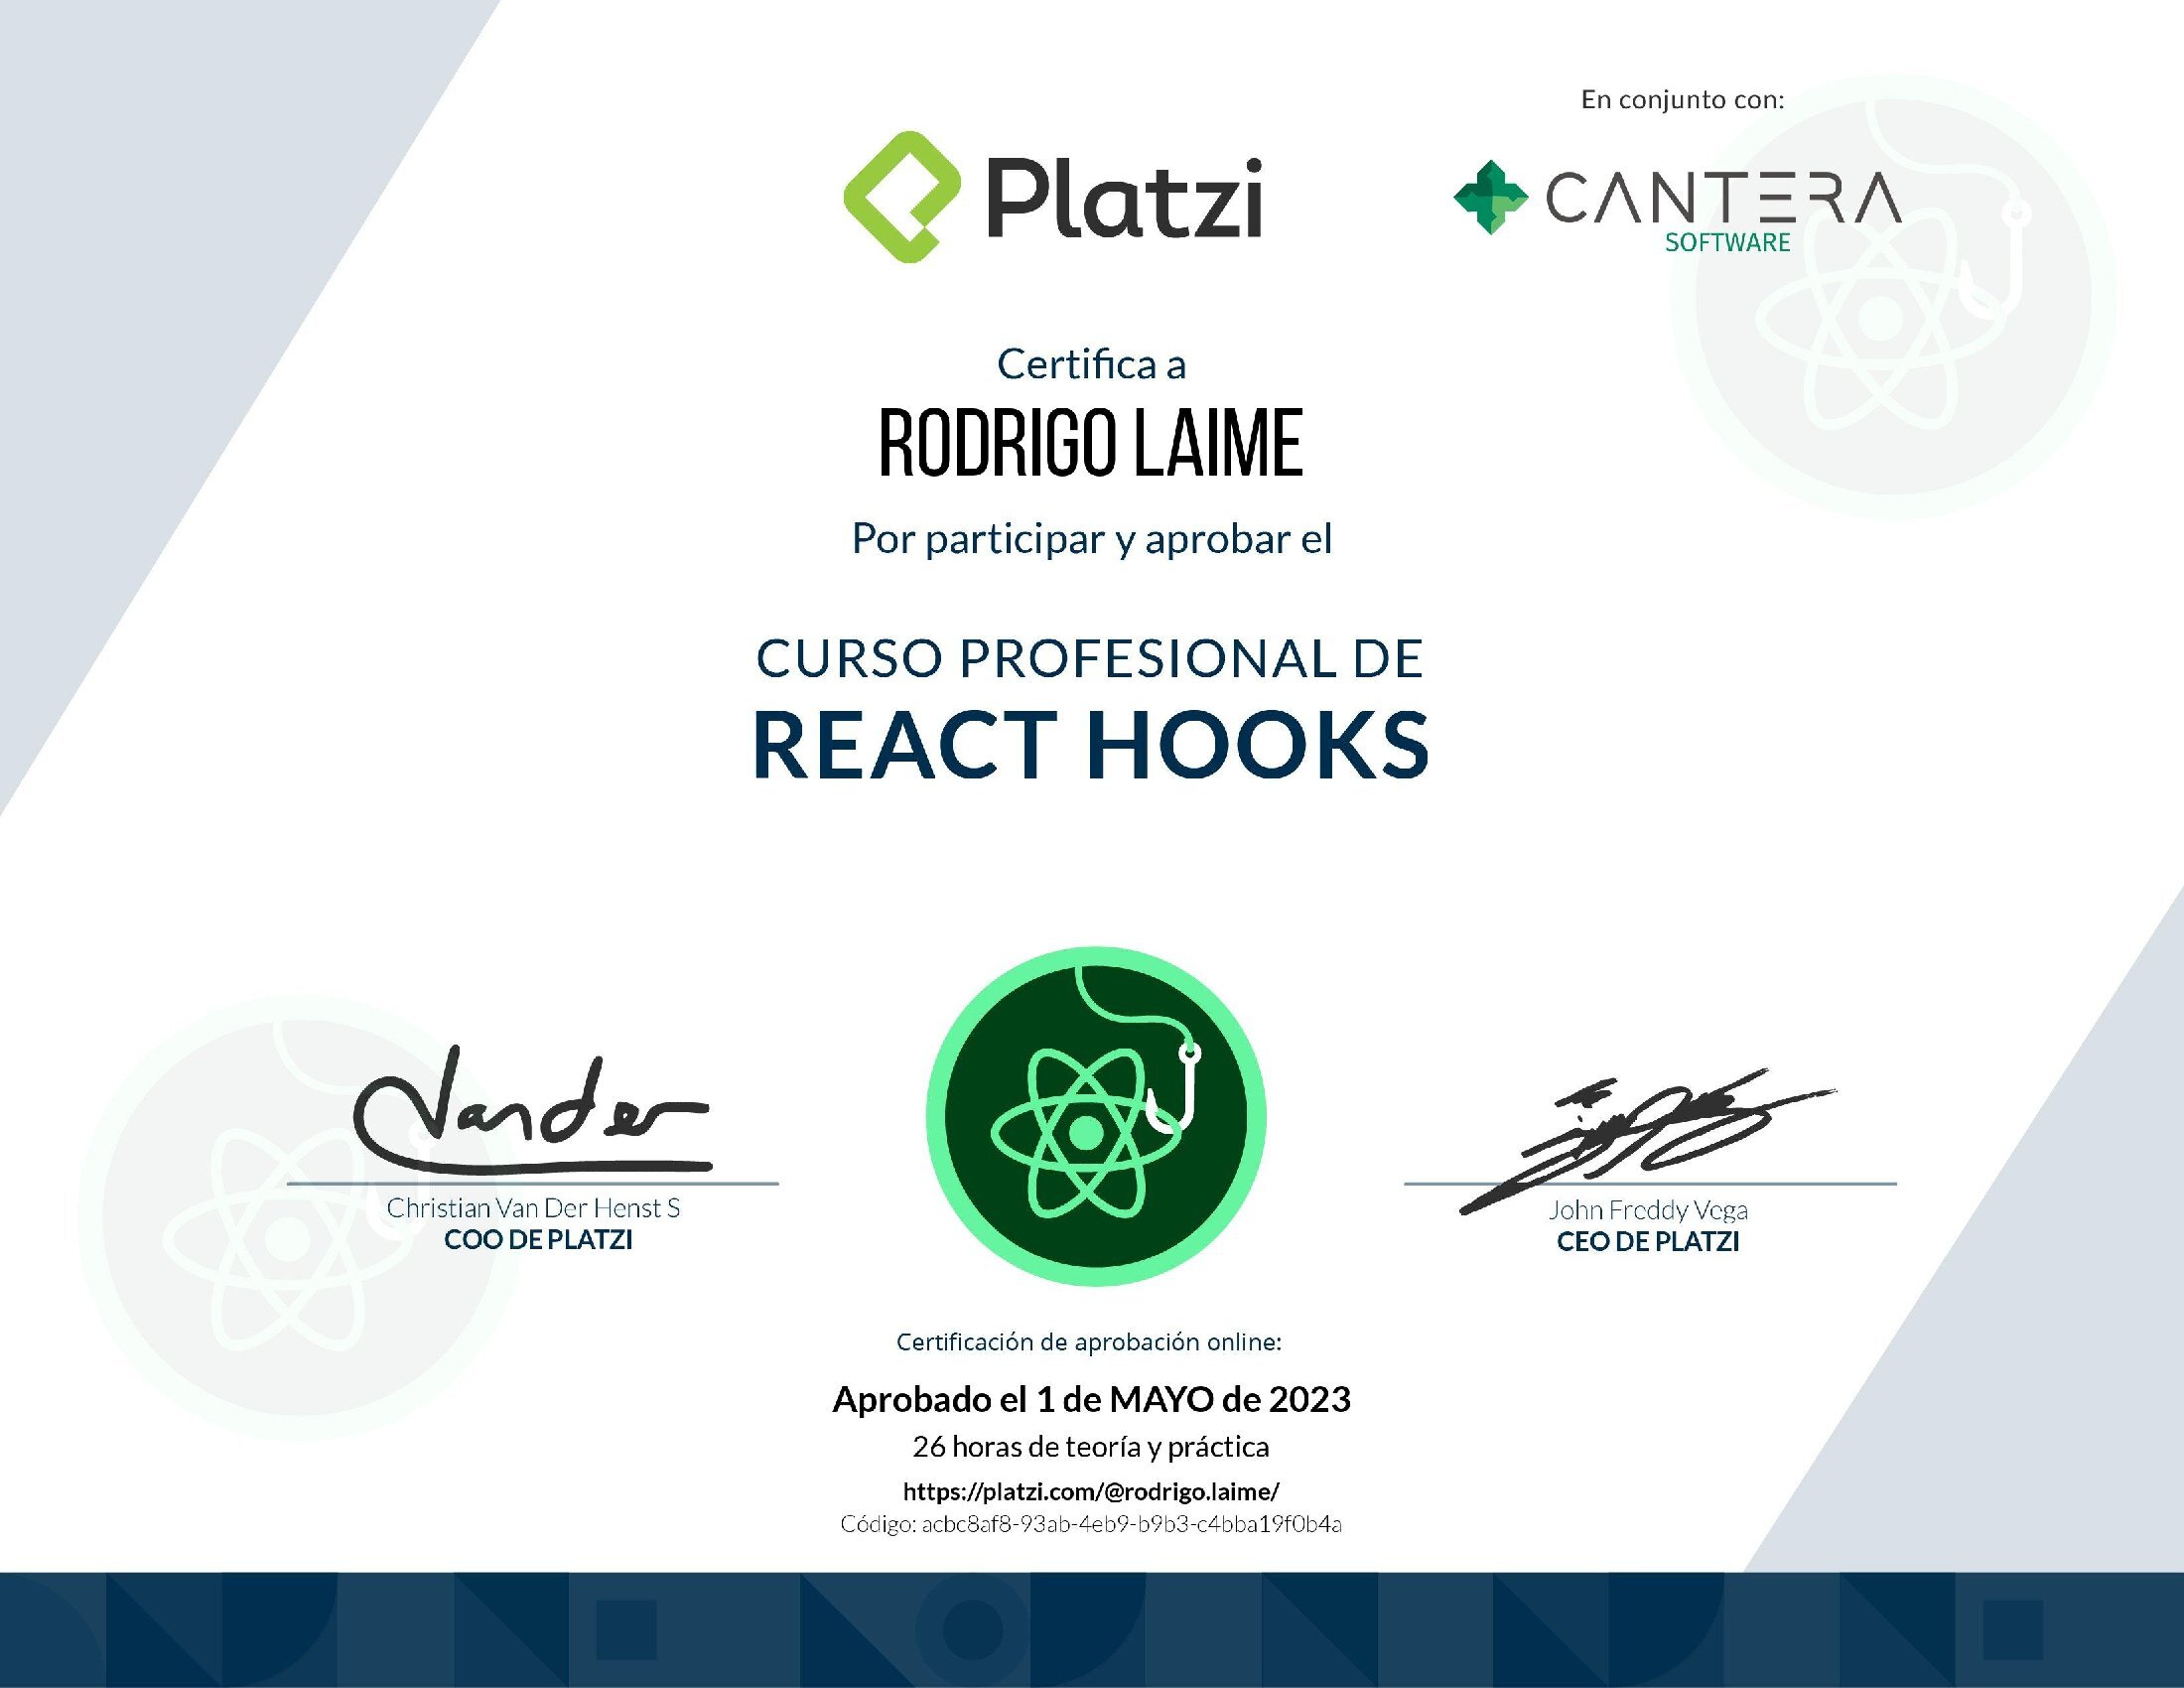 En conjunto con:
Platzi
CANTERA
SOFTWARE
Certifica a
RODRIGO LAIME
Por participar y aprobar el
CURSO PROFESIONAL DE
REACT HOOKS
Vander
Christian Van Der Henst S
COO DE PLATZI
John Freddy Vega
CEO DE PLATZI
Certificación de aprobación online:
Aprobado el 1 de MAYO de 2023
26 horas de teoría y práctica
https://platzi.com/@rodrigo.laime/
Código: acbc8af8-93ab-4eb9-b9b3-c4bba19f0b4a